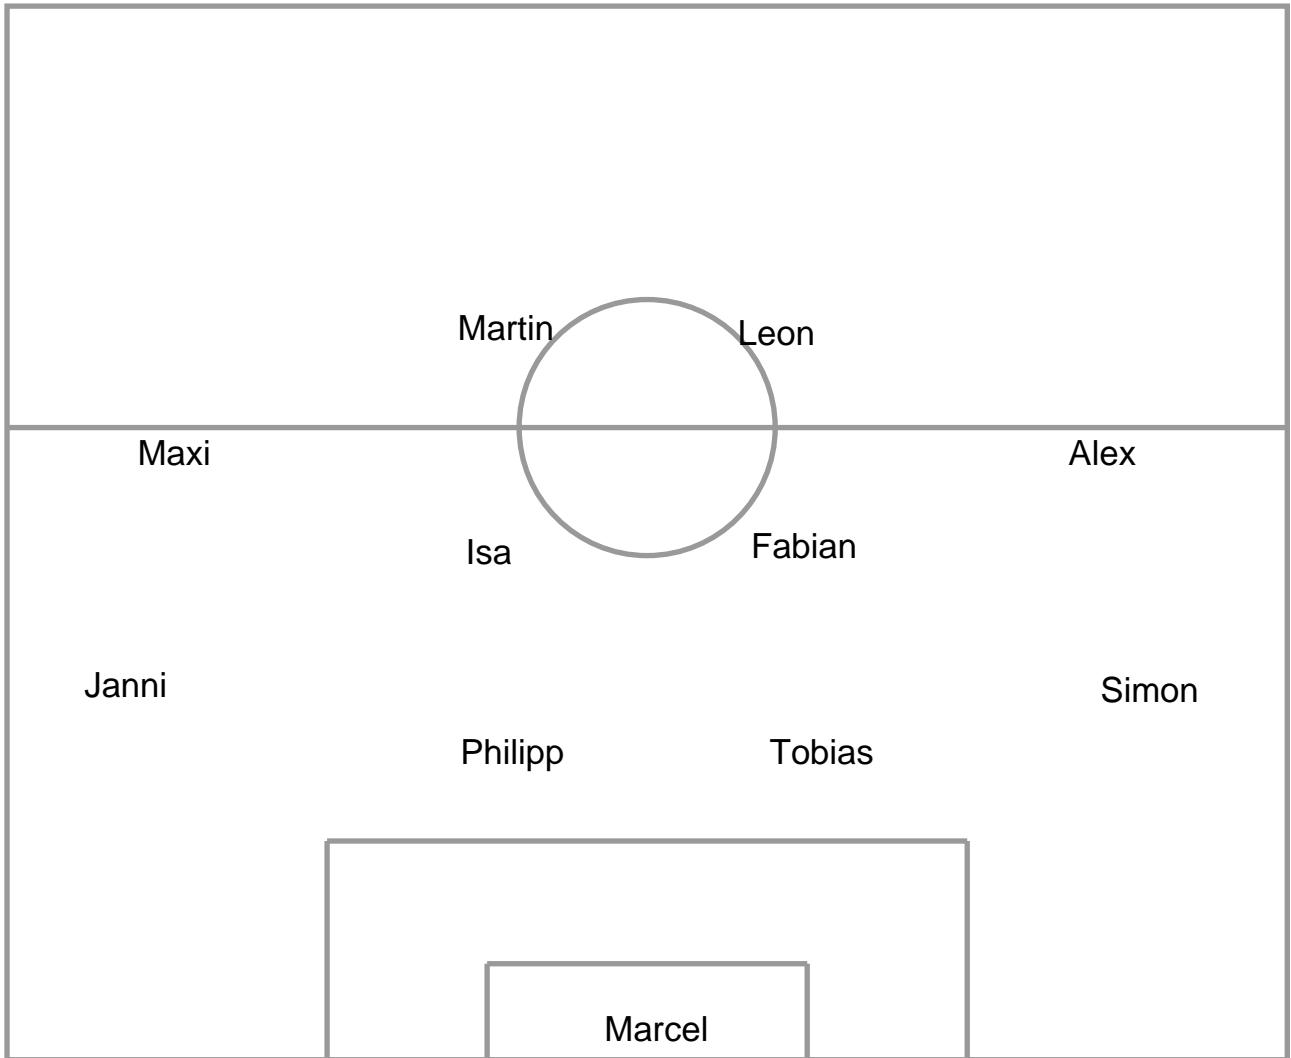 Martin
Leon
Maxi
Alex
Isa
Fabian
Janni
Simon
Philipp
Tobias
Marcel